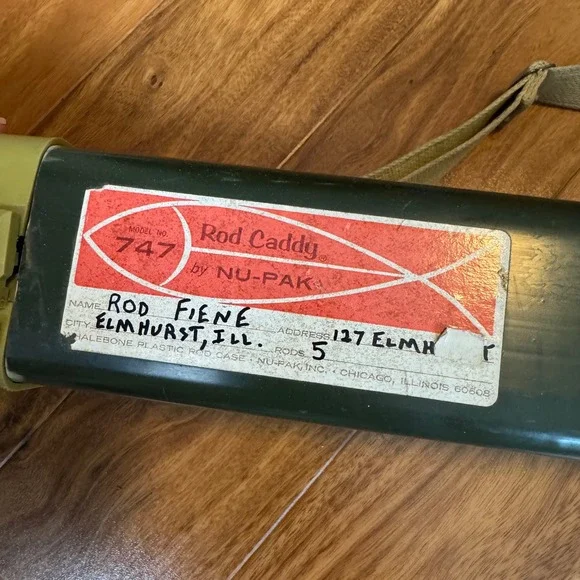 MODEL NO.
747
Rod Caddy®
by NU-PAK
NAME ROD FIENE
ADDRESS 127 ELMH
CITY ELMHURST, ILL.
RODS 5
WHALEBONE PLASTIC ROD CASE • NU-PAK, INC. • CHICAGO, ILLINOIS 60608